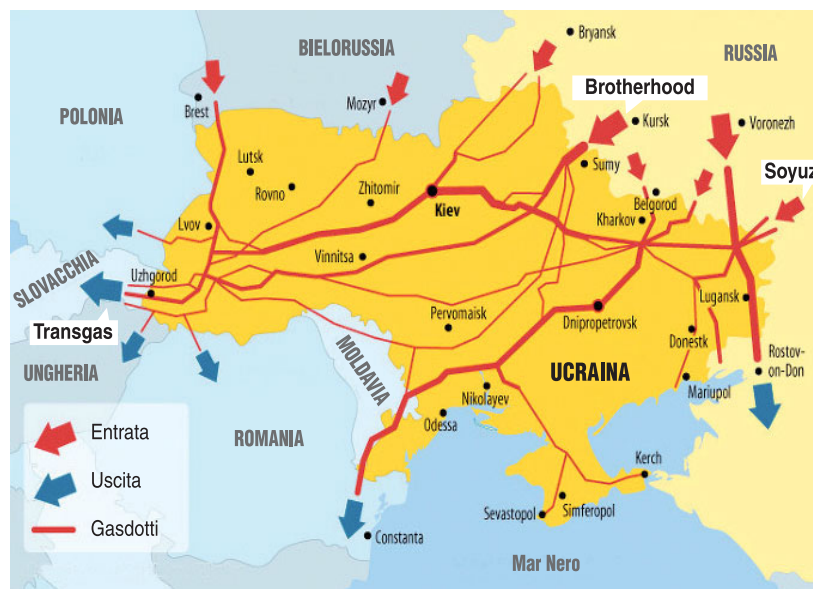 BIELORUSSIA
Bryansk
RUSSIA
Brotherhood
Brest
Mozyr
POLONIA
Kursk
Voronezh
Lutsk
Sumy
Soyuz
Rovno
Zhitomir
Kiev
Belgorod
Lvov
Kharkov
Vinnitsa
SLOVACCHIA
Uzhgorod
Lugansk
Pervomaisk
Dnipropetrovsk
Transgas
Donestk
MOLDAVIA
Rostov-
on-Don
UNGHERIA
UCRAINA
Nikolayev
Mariupol
Odessa
Entrata
ROMANIA
Kerch
Uscita
Sevastopol
Simferopol
Gasdotti
Constanta
Mar Nero